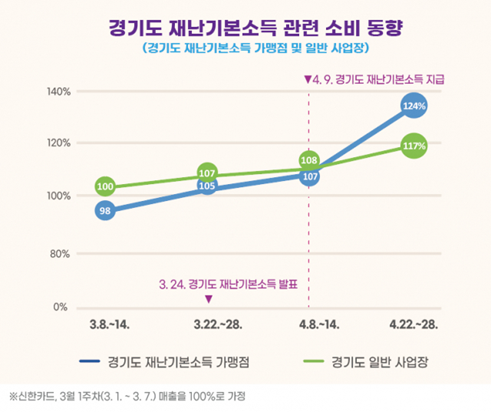 경기도 재난기본소득 관련 소비 동향
(경기도 재난기본소득 가맹점 및 일반 사업장)
▼4. 9. 경기도 재난기본소득 지급
140%
120%
100%
80%
0%
100
107
108
117%
98
105
107
124%
3. 24. 경기도 재난기본소득 발표
▼
3.8.~14.
3.22.~28.
4.8.~14.
4.22.~28.
경기도 재난기본소득 가맹점
경기도 일반 사업장
※신한카드, 3월 1주차(3. 1. ~ 3. 7.) 매출을 100%로 가정